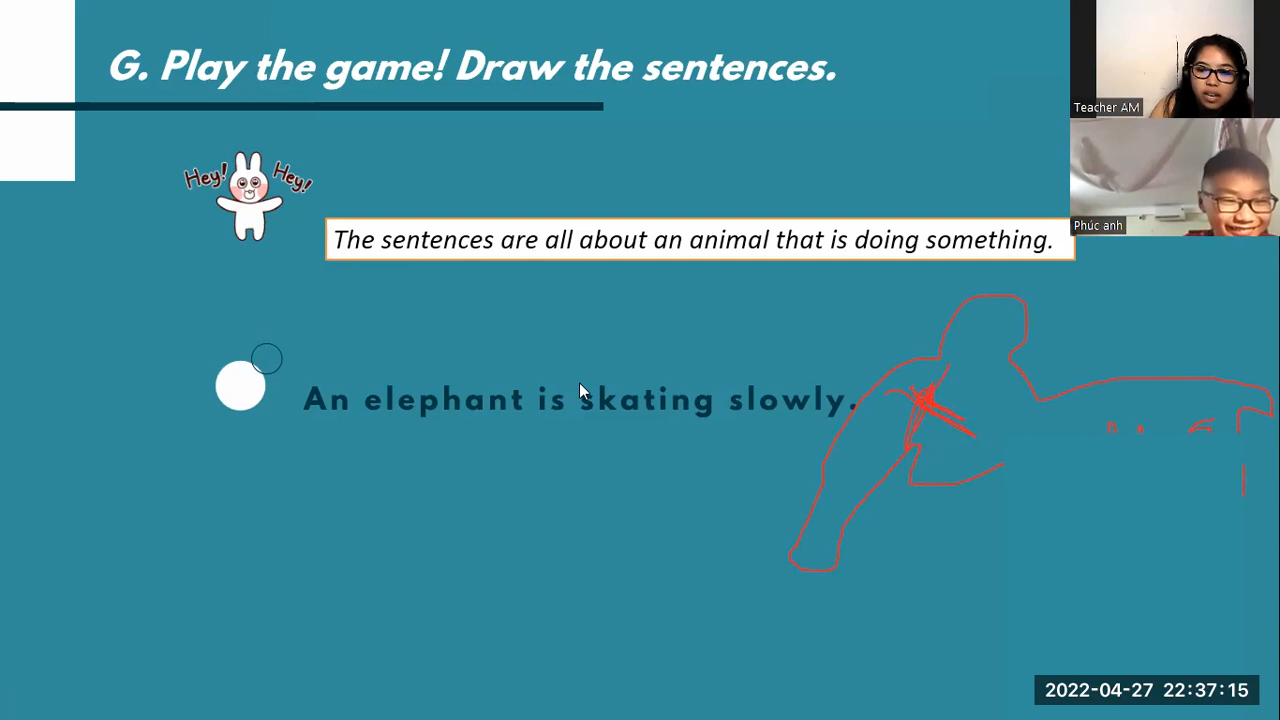 G. Play the game! Draw the sentences.
Teacher AM
Hey! Hey!
Phúc anh
The sentences are all about an animal that is doing something.
An elephant is skating slowly.
2022-04-27 22:37:15